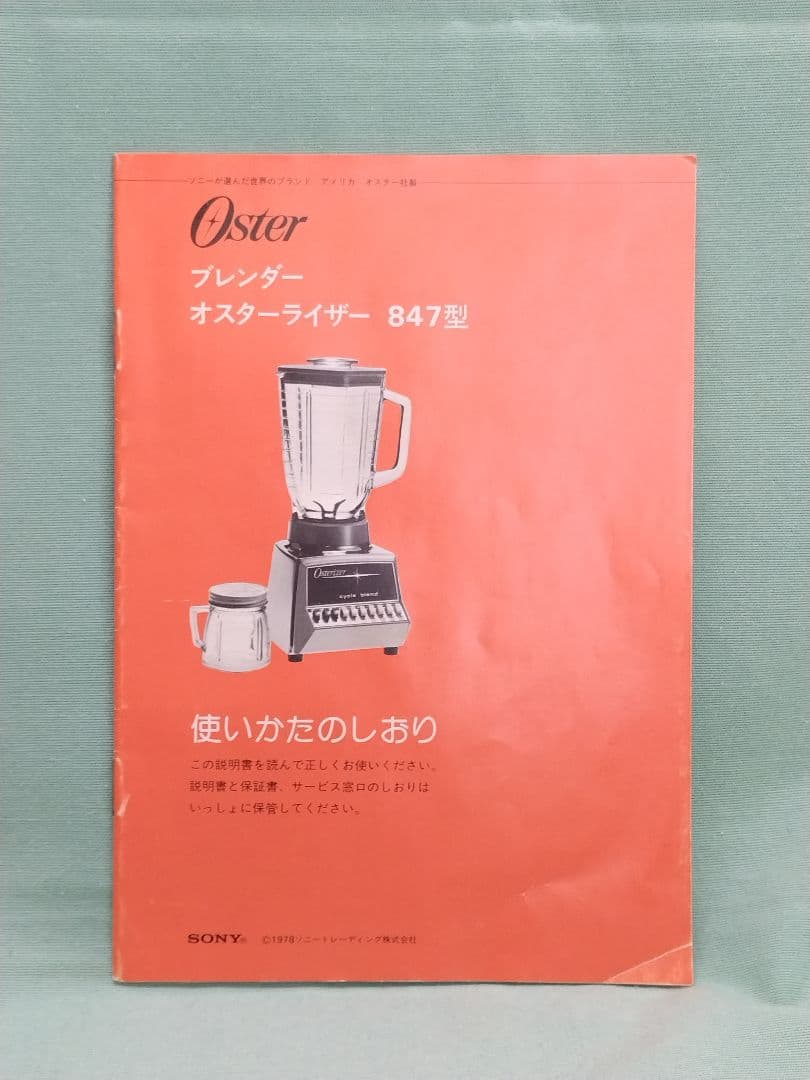 ソニーが選んだ世界のブランド アメリカ オスター社製
Oster
ブレンダー
オスターライザー 847型
Osterizer
cycle blend
使いかたのしおり
この説明書を読んで正しくお使いください。
説明書と保証書、サービス窓口のしおりは
いっしょに保管してください。
SONY® ©1978ソニートレーディング株式会社